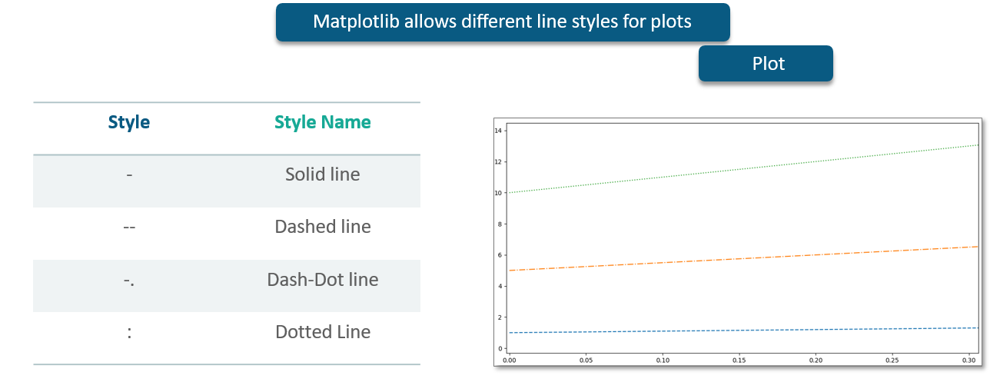 Matplotlib allows different line styles for plots
Plot
Style Style Name
- Solid line
-- Dashed line
-. Dash-Dot line
: Dotted Line
14
12
10
8
6
4
2
0
0.00 0.05 0.10 0.15 0.20 0.25 0.30